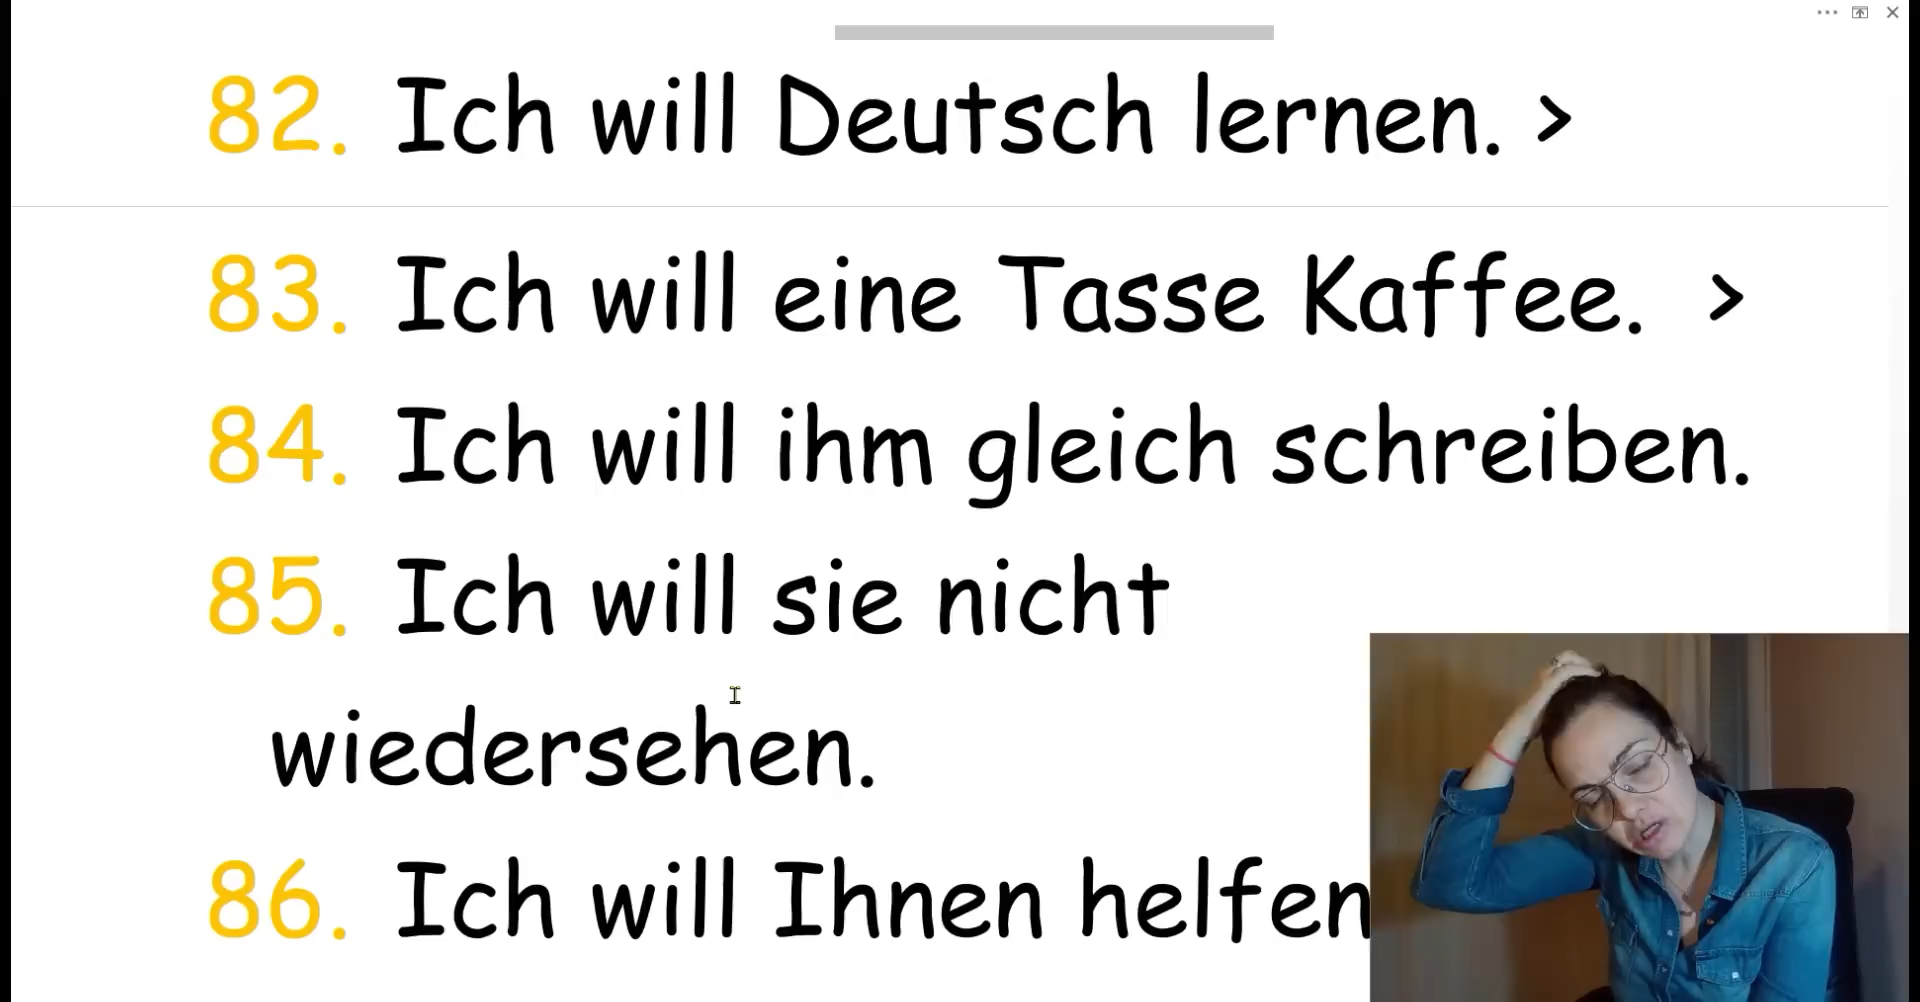 82. Ich will Deutsch lernen. >
83. Ich will eine Tasse Kaffee. >
84. Ich will ihm gleich schreiben.
85. Ich will sie nicht
wiedersehen.
86. Ich will Ihnen helfen